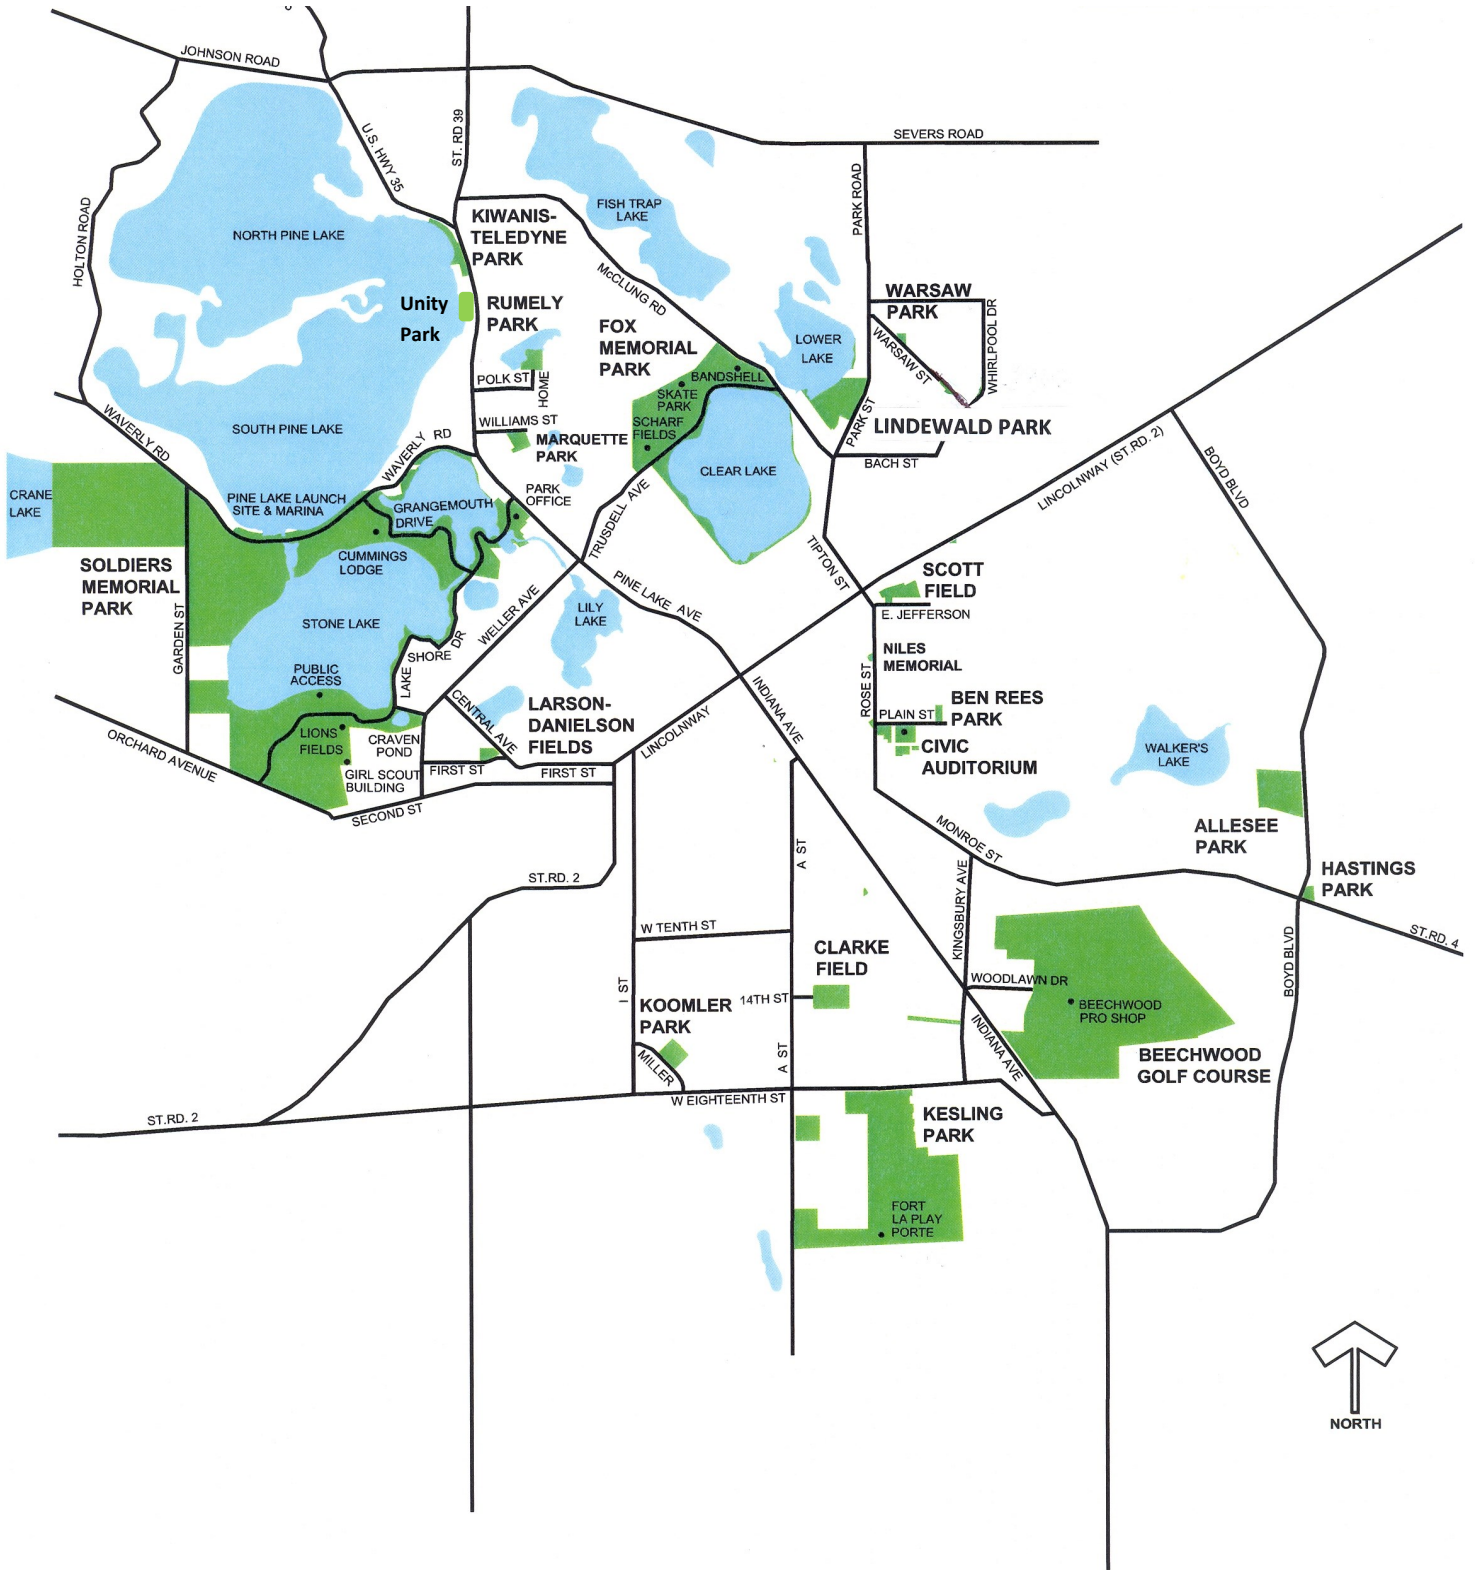 JOHNSON ROAD
U.S. HWY 35
ST. RD 39
SEVERS ROAD
HOLTON ROAD
PARK ROAD
NORTH PINE LAKE
FISH TRAP
LAKE
KIWANIS-
TELEDYNE
PARK
McCLUNG RD
Unity
Park
RUMELY
PARK
FOX
MEMORIAL
PARK
WARSAW
PARK
WARSAW ST
WHIRLPOOL DR
LOWER
LAKE
POLK ST
HOME
BANDSHELL
SKATE
PARK
SCHARF
FIELDS
WILLIAMS ST
MARQUETTE
PARK
PARK ST
LINDEWALD PARK
BACH ST
CLEAR LAKE
SOUTH PINE LAKE
WAVERLY RD
WAVERLY RD
LINCOLNWAY (ST.RD. 2)
BOYD BLVD
CRANE
LAKE
PINE LAKE LAUNCH
SITE & MARINA
GRANGEMOUTH
DRIVE
PARK
OFFICE
TRUSDELL AVE
TIPTON ST
CUMMINGS
LODGE
SOLDIERS
MEMORIAL
PARK
GARDEN ST
STONE LAKE
WELLER AVE
PINE LAKE AVE
LILY
LAKE
SCOTT
FIELD
E. JEFFERSON
NILES
MEMORIAL
ROSE ST
LAKE SHORE DR
PUBLIC
ACCESS
CENTRAL AVE
LARSON-
DANIELSON
FIELDS
LINCOLNWAY
INDIANA AVE
BEN REES
PARK
PLAIN ST
CIVIC
AUDITORIUM
ORCHARD AVENUE
LIONS
FIELDS
CRAVEN
POND
GIRL SCOUT
BUILDING
FIRST ST
FIRST ST
SECOND ST
WALKER'S
LAKE
MONROE ST
ALLESEE
PARK
HASTINGS
PARK
ST.RD. 2
A ST
KINGSBURY AVE
ST.RD. 4
BOYD BLVD
W TENTH ST
CLARKE
FIELD
I ST
KOOMLER
PARK
14TH ST
WOODLAWN DR
BEECHWOOD
PRO SHOP
INDIANA AVE
BEECHWOOD
GOLF COURSE
MILLER
A ST
W EIGHTEENTH ST
ST.RD. 2
KESLING
PARK
FORT
LA PLAY
PORTE
NORTH